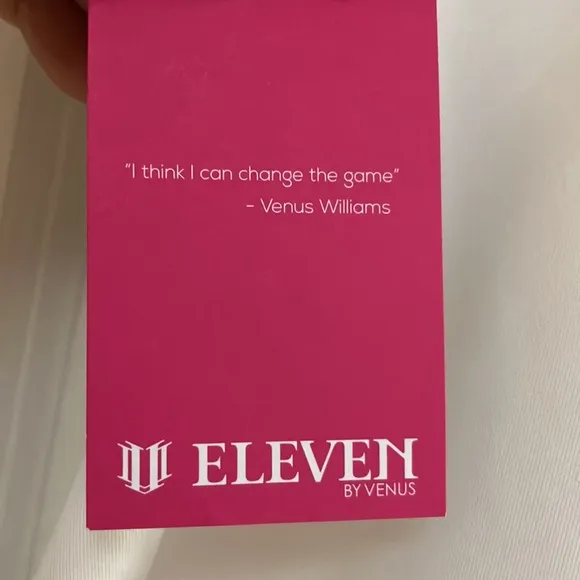 "I think I can change the game"
- Venus Williams
ELEVEN
BY VENUS